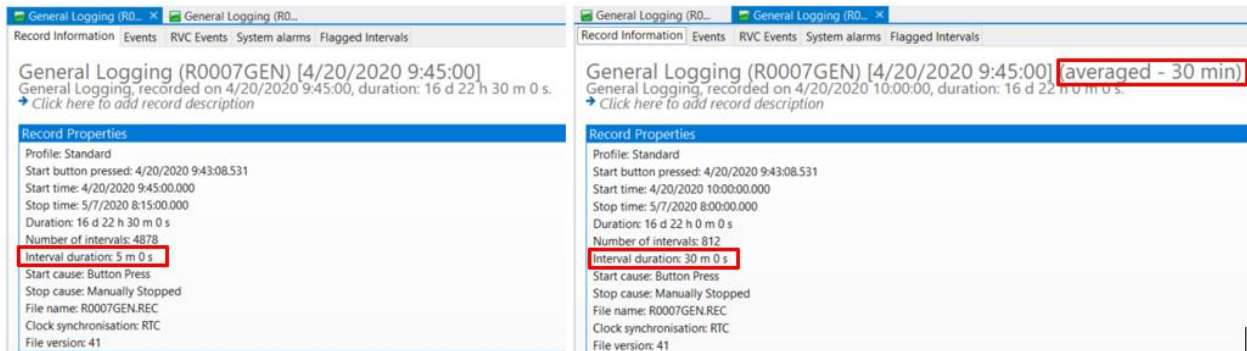 General Logging (R0... ×
General Logging (R0...
Record Information Events RVC Events System alarms Flagged Intervals
General Logging (R0007GEN) [4/20/2020 9:45:00]
General Logging, recorded on 4/20/2020 9:45:00, duration: 16 d 22 h 30 m 0 s.
Click here to add record description
Record Properties
Profile: Standard
Start button pressed: 4/20/2020 9:43:08.531
Start time: 4/20/2020 9:45:00.000
Stop time: 5/7/2020 8:15:00.000
Duration: 16 d 22 h 30 m 0 s
Number of intervals: 4878
Interval duration: 5 m 0 s
Start cause: Button Press
Stop cause: Manually Stopped
File name: R0007GEN.REC
Clock synchronisation: RTC
File version: 41
General Logging (R0...
General Logging (R0... ×
Record Information Events RVC Events System alarms Flagged Intervals
General Logging (R0007GEN) [4/20/2020 9:45:00] (averaged - 30 min)
General Logging, recorded on 4/20/2020 10:00:00, duration: 16 d 22 h 0 m 0 s.
Click here to add record description
Record Properties
Profile: Standard
Start button pressed: 4/20/2020 9:43:08.531
Start time: 4/20/2020 10:00:00.000
Stop time: 5/7/2020 8:00:00.000
Duration: 16 d 22 h 0 m 0 s
Number of intervals: 812
Interval duration: 30 m 0 s
Start cause: Button Press
Stop cause: Manually Stopped
File name: R0007GEN.REC
Clock synchronisation: RTC
File version: 41